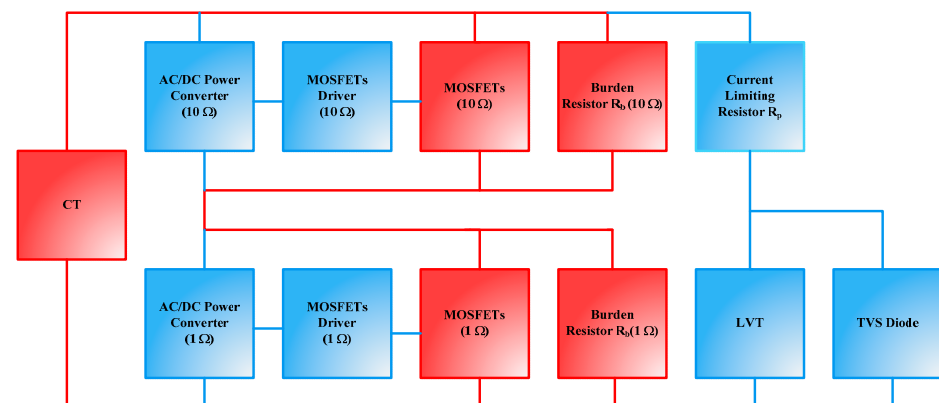 AC/DC Power
Converter
(10 Ω)
MOSFETs
Driver
(10 Ω)
MOSFETs
(10 Ω)
Burden
Resistor Rb (10 Ω)
Current
Limiting
Resistor Rp
CT
AC/DC Power
Converter
(1 Ω)
MOSFETs
Driver
(1 Ω)
MOSFETs
(1 Ω)
Burden
Resistor Rb(1 Ω)
LVT
TVS Diode